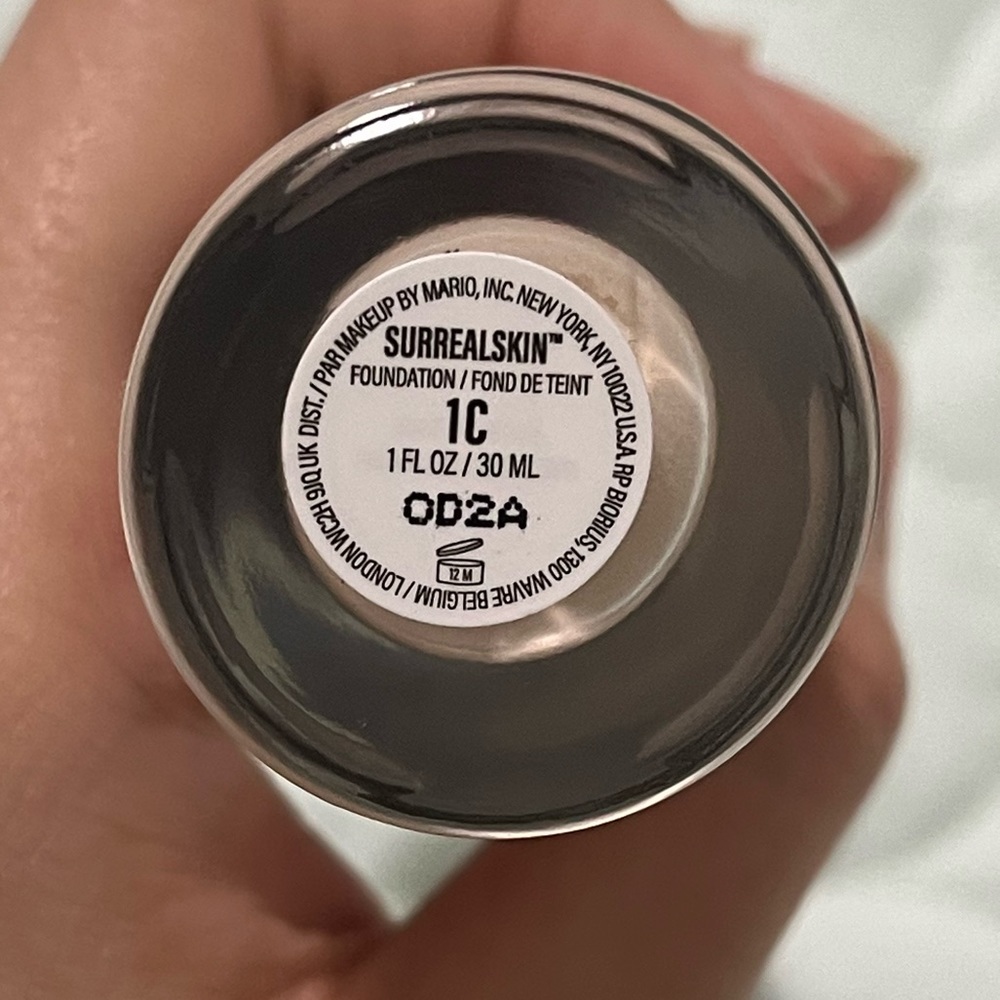 SURREALSKIN™
FOUNDATION / FOND DE TEINT
1C
1 FL OZ / 30 ML
OD2A
12 M
DIST. / PAR MAKEUP BY MARIO, INC. NEW YORK, NY 10022 U.S.A. RP BIORIUS, 1300 WAVRE BELGIUM / LONDON WC2H 9JQ UK